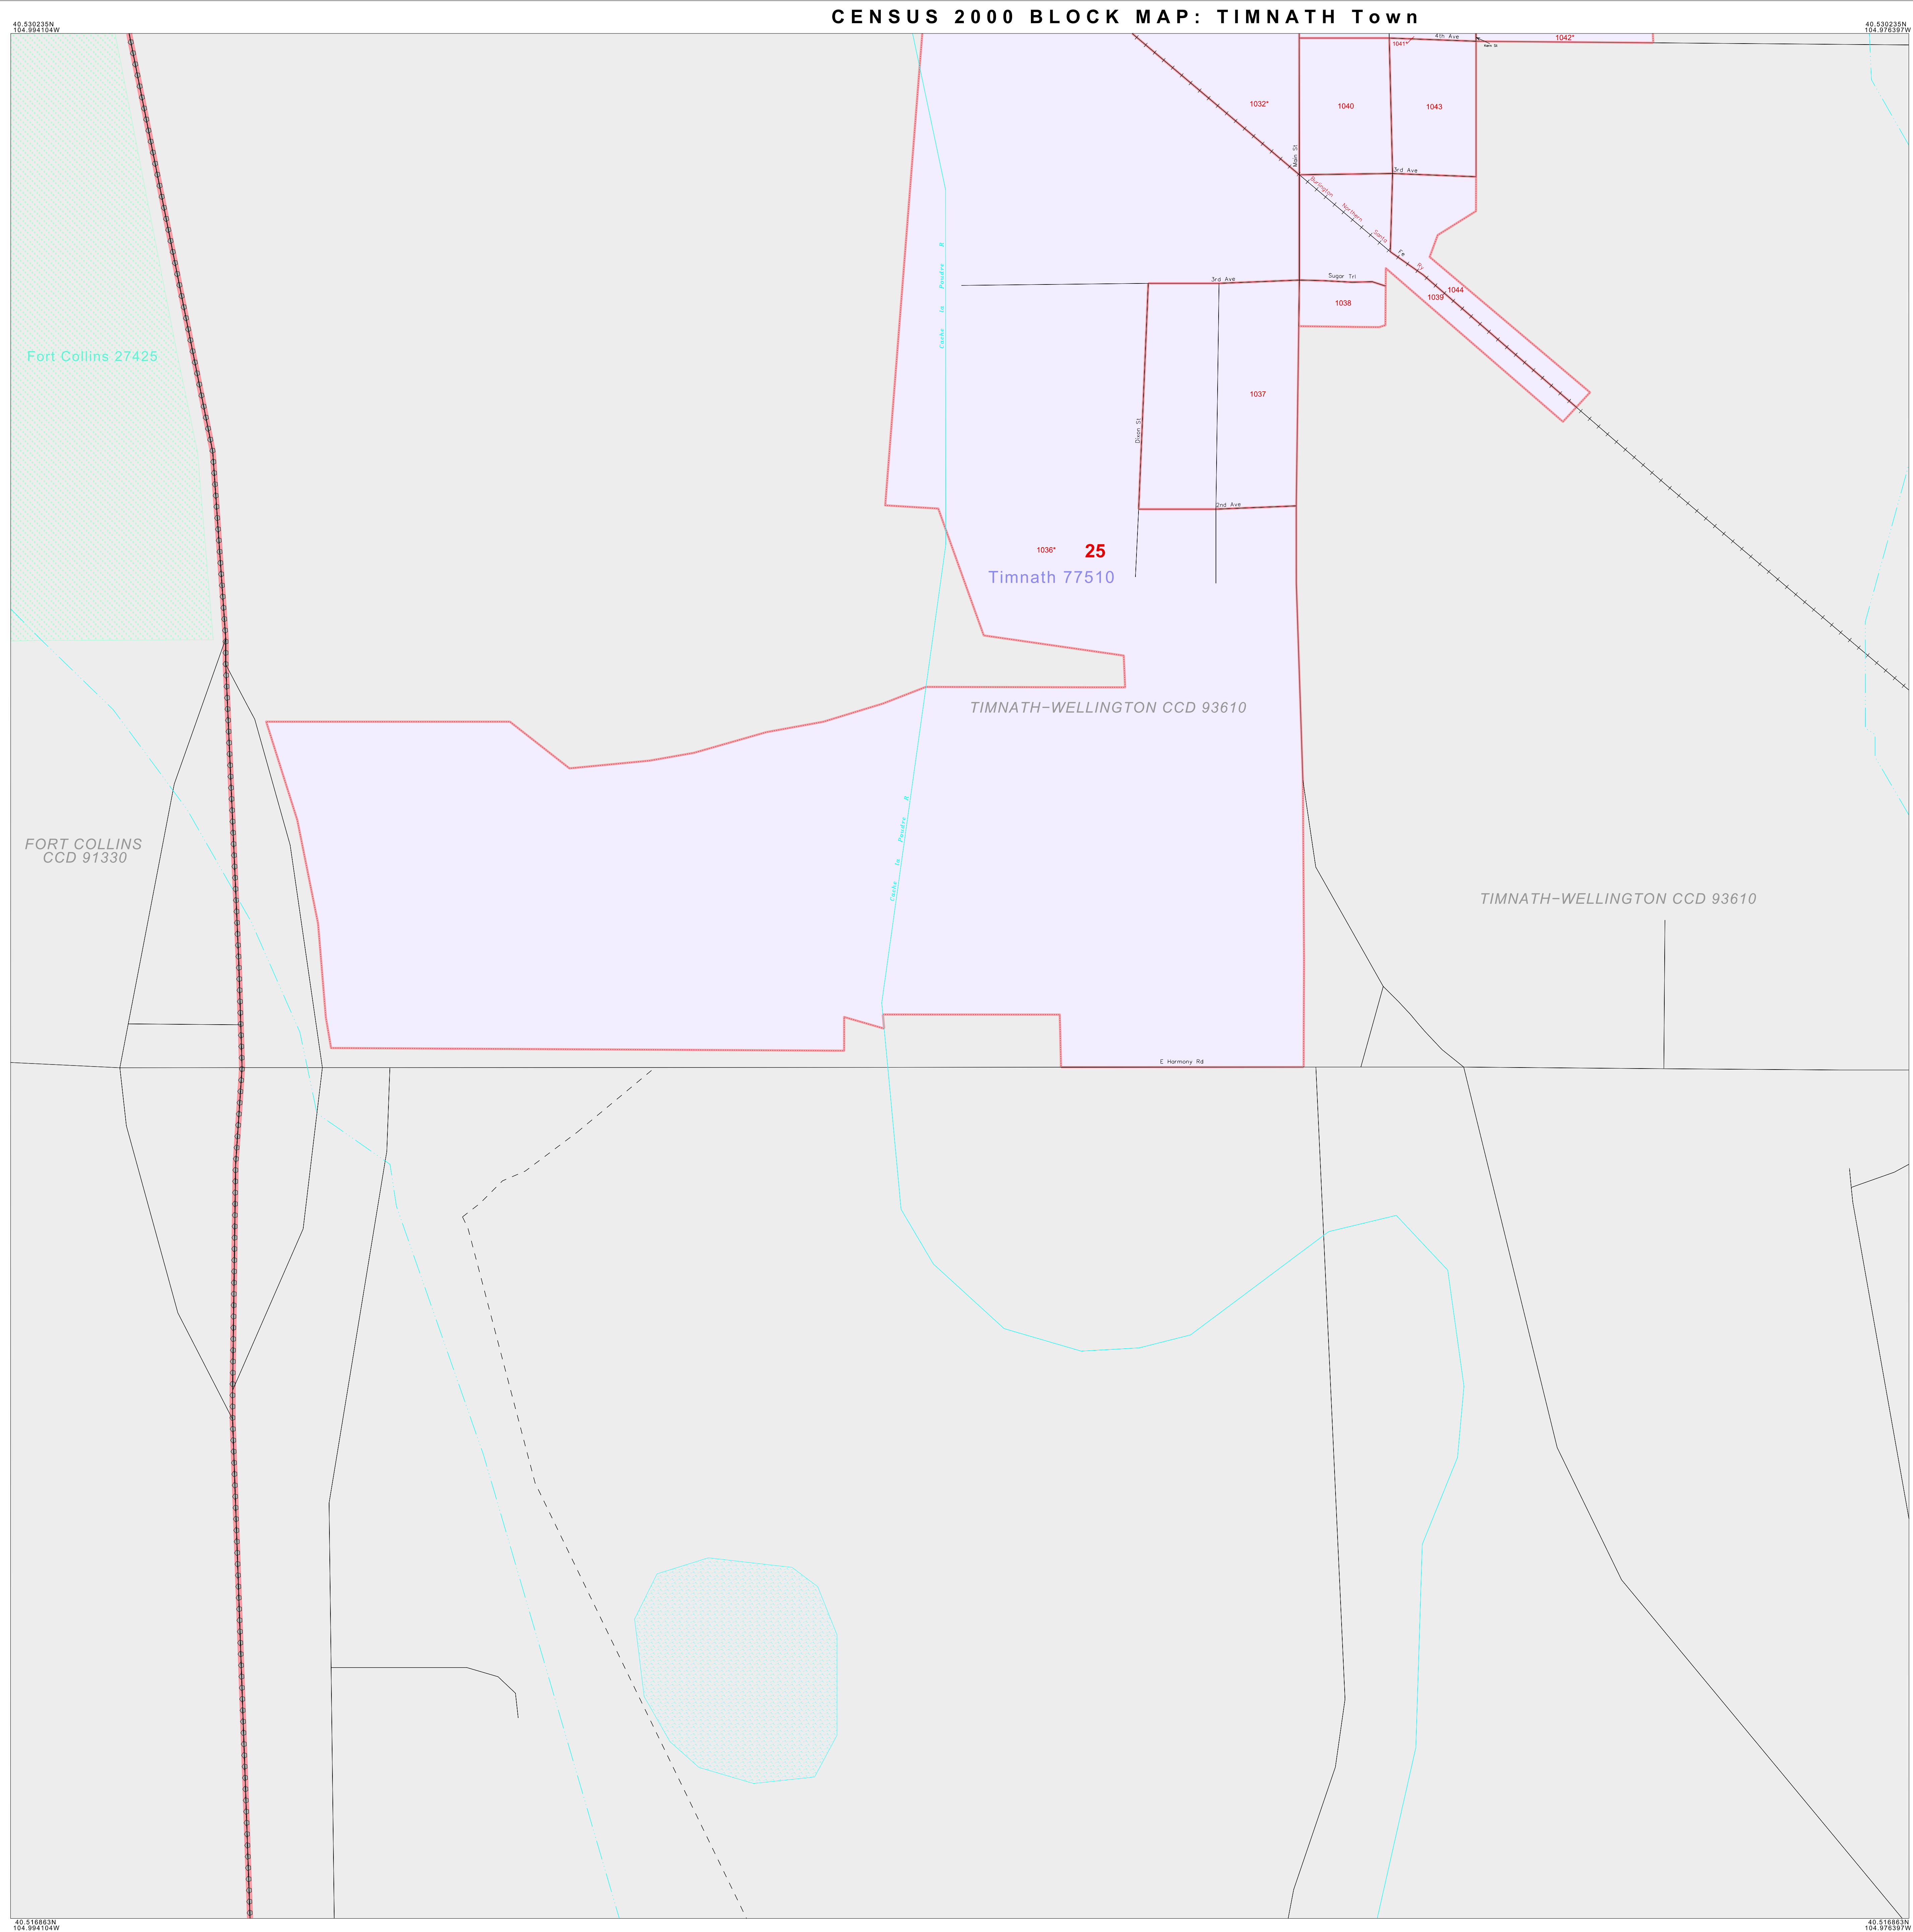 CENSUS 2000 BLOCK MAP: TIMNATH Town
40.530235N
104.994104W
40.530235N
104.976397W
4th Ave
Kern St
1041*
1042*
1032*
1040
1043
Main St
3rd Ave
Burlington Northern Santa Fe Ry
Cache la Poudre R
3rd Ave
Sugar Trl
1044
1039
1038
Fort Collins 27425
1037
Dixon St
2nd Ave
1036*
25
Timnath 77510
TIMNATH-WELLINGTON CCD 93610
Cache la Poudre R
FORT COLLINS
CCD 91330
TIMNATH-WELLINGTON CCD 93610
E Harmony Rd
40.516863N
104.994104W
40.516863N
104.976397W